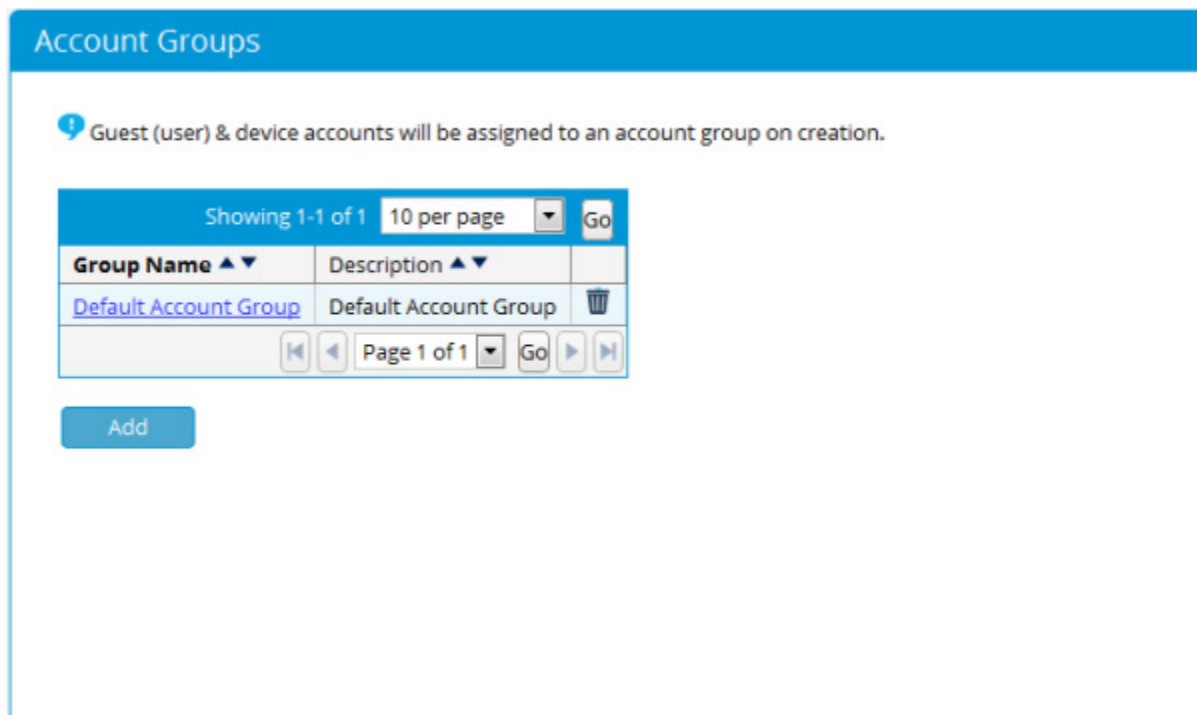 Account Groups
Guest (user) & device accounts will be assigned to an account group on creation.
Showing 1-1 of 1 10 per page Go
Group Name Description
Default Account Group Default Account Group
Page 1 of 1 Go
Add